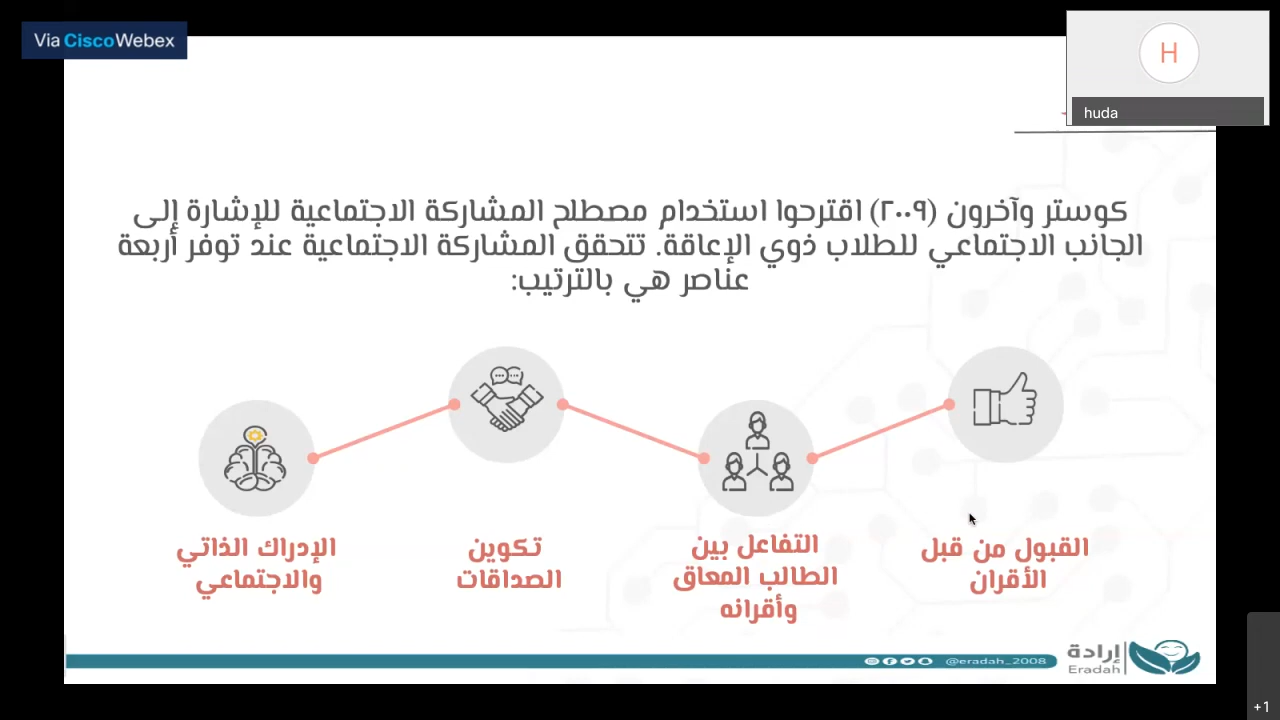 Via Cisco Webex
H
huda
كوستر وآخرون (٢٠٠٩) اقترحوا استخدام مصطلح المشاركة الاجتماعية للإشارة إلى
الجانب الاجتماعي للطلاب ذوي الإعاقة. تتحقق المشاركة الاجتماعية عند توفر أربعة
عناصر هي بالترتيب:
القبول من قبل
الأقران
التفاعل بين
الطالب المعاق
وأقرانه
تكوين
الصداقات
الإدراك الذاتي
والاجتماعي
@eradah_2008
إرادة
Eradah
+1